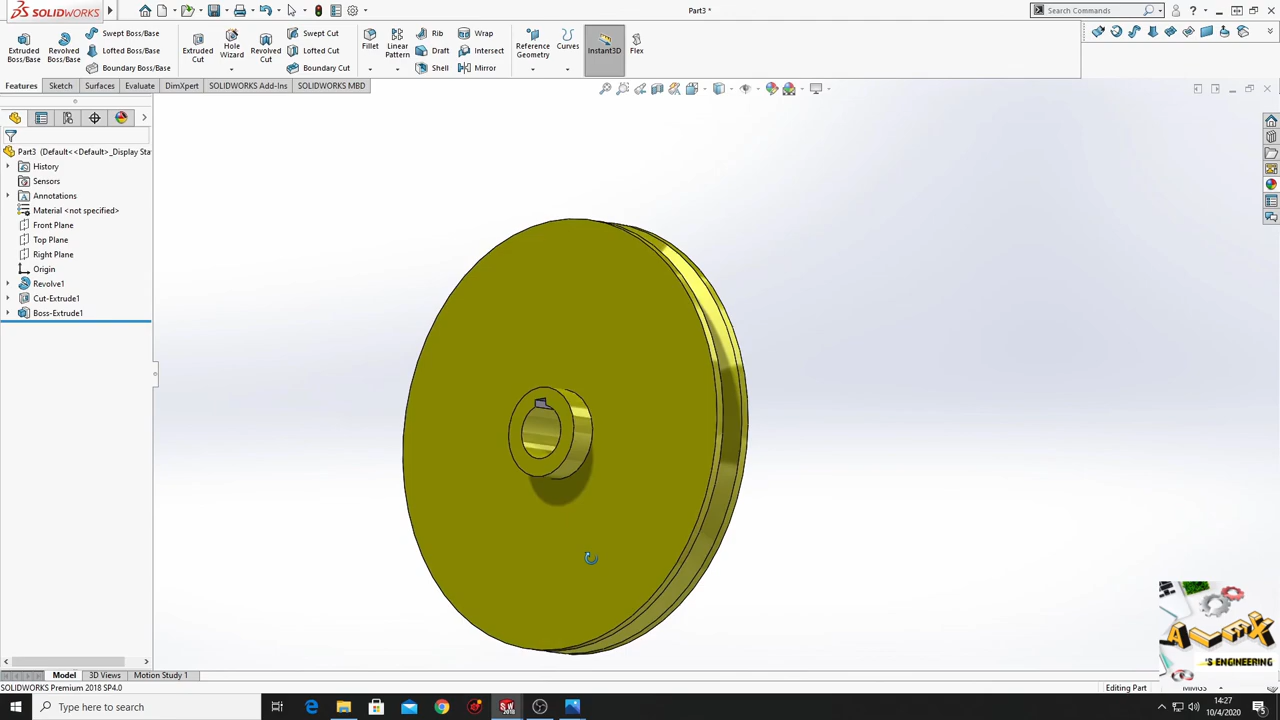 SOLIDWORKS
Part3 *
Search Commands
Extruded Boss/Base
Revolved Boss/Base
Swept Boss/Base
Lofted Boss/Base
Boundary Boss/Base
Extruded Cut
Hole Wizard
Revolved Cut
Swept Cut
Lofted Cut
Boundary Cut
Fillet
Linear Pattern
Rib
Draft
Shell
Wrap
Intersect
Mirror
Reference Geometry
Curves
Instant3D
Flex
Features
Sketch
Surfaces
Evaluate
DimXpert
SOLIDWORKS Add-Ins
SOLIDWORKS MBD
Part3 (Default<<Default>_Display Sta
History
Sensors
Annotations
Material <not specified>
Front Plane
Top Plane
Right Plane
Origin
Revolve1
Cut-Extrude1
Boss-Extrude1
ALMX
'S ENGINEERING
Model
3D Views
Motion Study 1
SOLIDWORKS Premium 2018 SP4.0
Editing Part
MMGS
Type here to search
14:27
10/4/2020